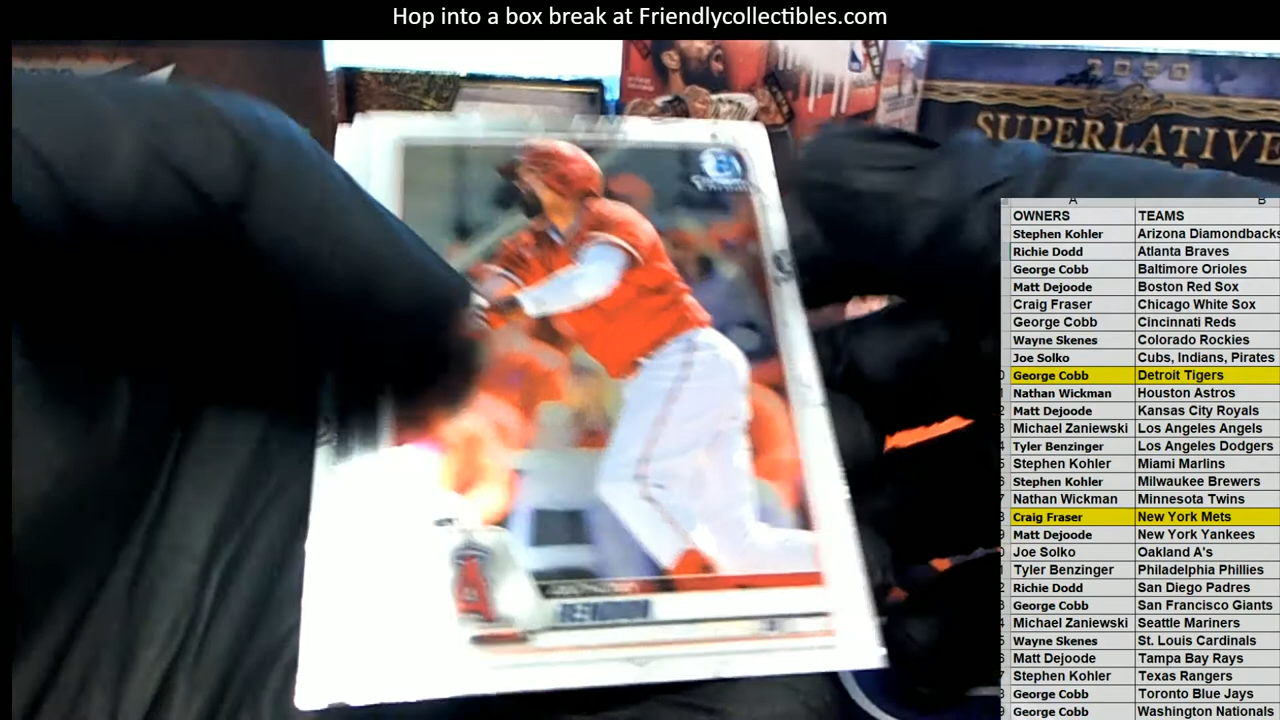 Hop into a box break at Friendlycollectibles.com
2020
SUPERLATIVE
A B
OWNERS TEAMS
Stephen Kohler Arizona Diamondbacks
Richie Dodd Atlanta Braves
George Cobb Baltimore Orioles
Matt Dejoode Boston Red Sox
Craig Fraser Chicago White Sox
George Cobb Cincinnati Reds
Wayne Skenes Colorado Rockies
Joe Solko Cubs, Indians, Pirates
George Cobb Detroit Tigers
Nathan Wickman Houston Astros
Matt Dejoode Kansas City Royals
Michael Zaniewski Los Angeles Angels
Tyler Benzinger Los Angeles Dodgers
Stephen Kohler Miami Marlins
Stephen Kohler Milwaukee Brewers
Nathan Wickman Minnesota Twins
Craig Fraser New York Mets
Matt Dejoode New York Yankees
Joe Solko Oakland A's
Tyler Benzinger Philadelphia Phillies
Richie Dodd San Diego Padres
George Cobb San Francisco Giants
Michael Zaniewski Seattle Mariners
Wayne Skenes St. Louis Cardinals
Matt Dejoode Tampa Bay Rays
Stephen Kohler Texas Rangers
George Cobb Toronto Blue Jays
George Cobb Washington Nationals